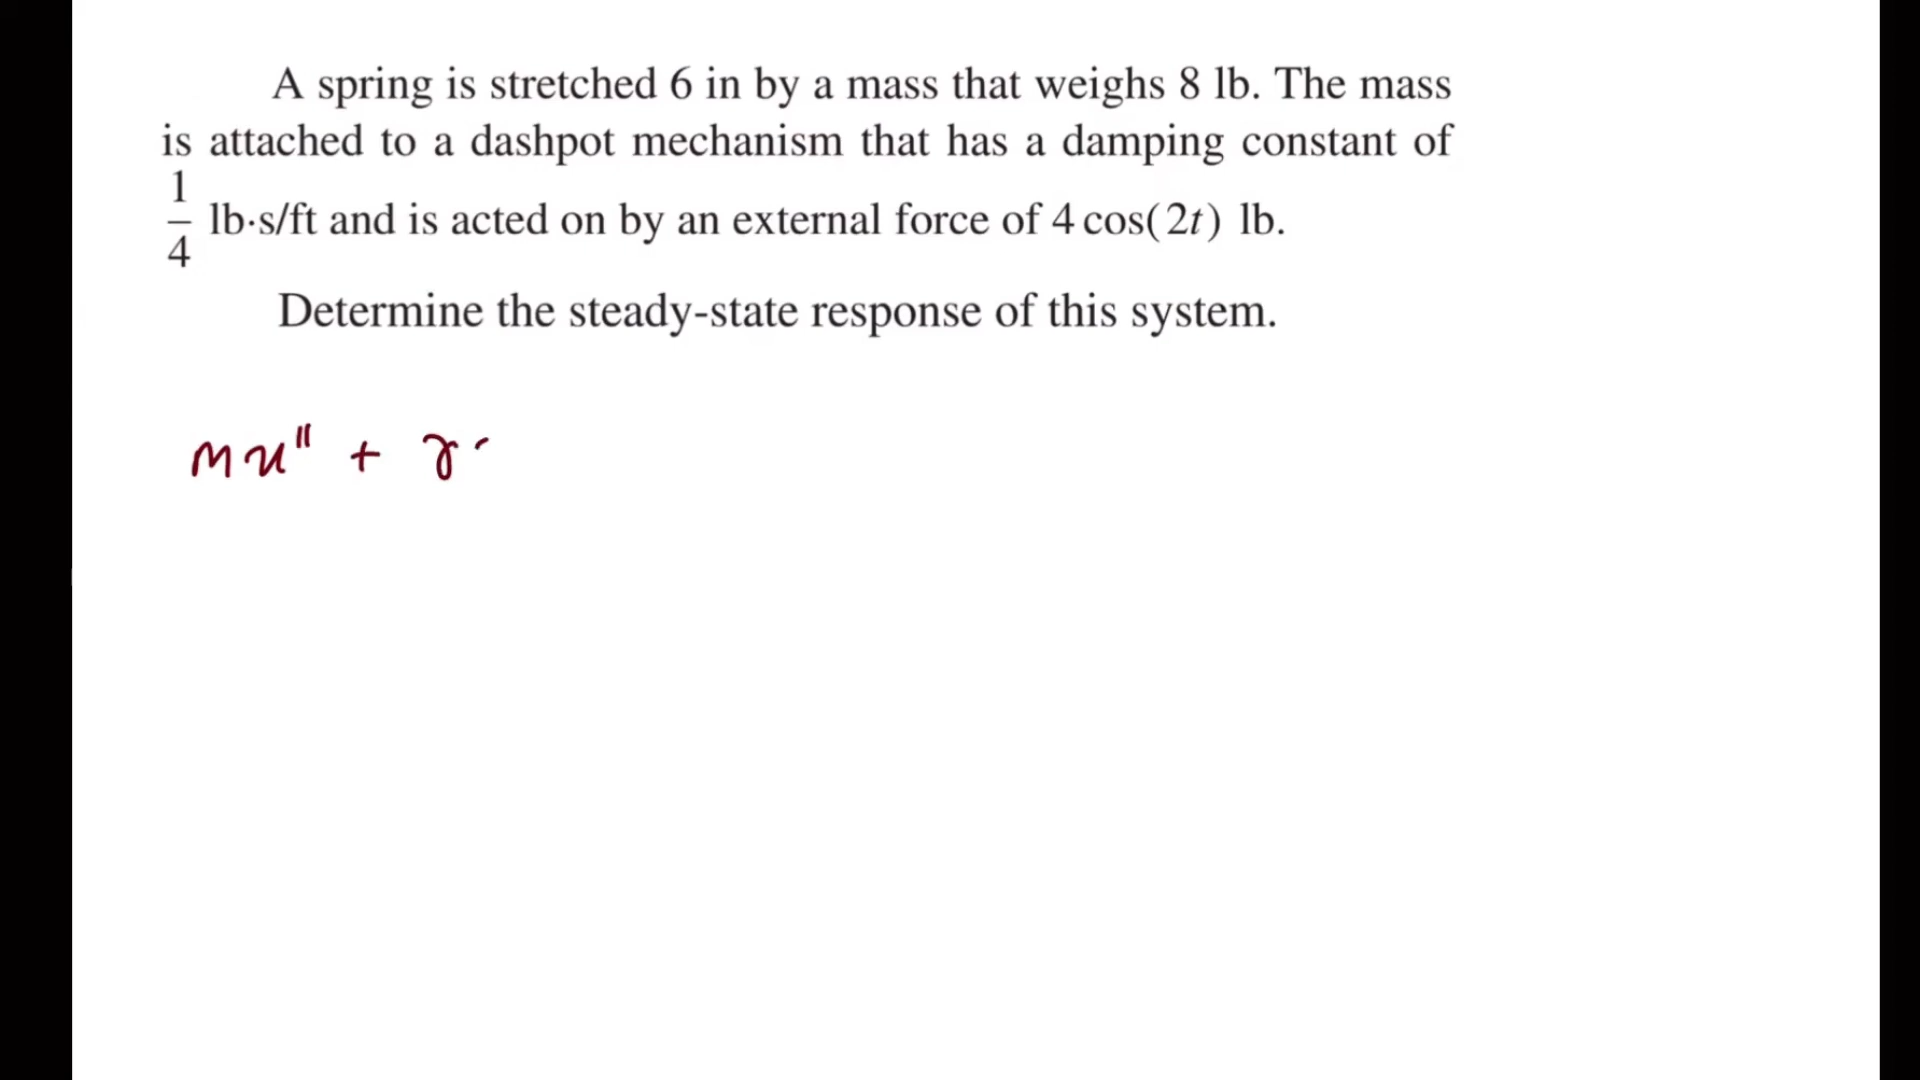 A spring is stretched 6 in by a mass that weighs 8 lb. The mass
is attached to a dashpot mechanism that has a damping constant of
1/4 lb·s/ft and is acted on by an external force of 4 cos(2t) lb.
Determine the steady-state response of this system.
mu'' + γ